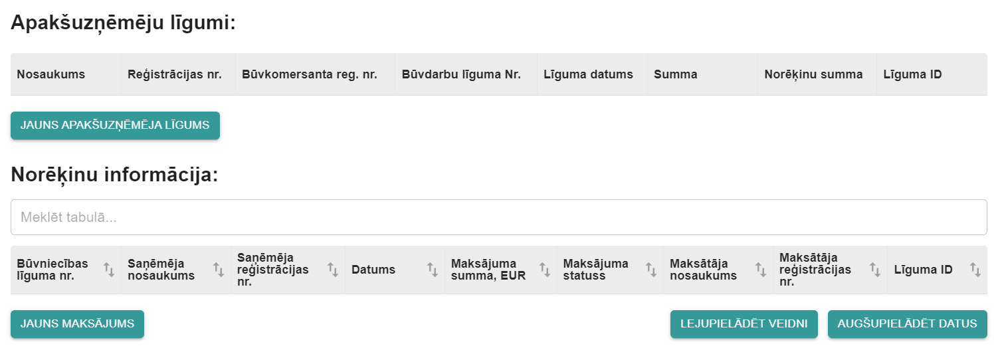 Apakšuzņēmēju līgumi:
Nosaukums Reģistrācijas nr. Būvkomersanta reg. nr. Būvdarbu līguma Nr. Līguma datums Summa Norēķinu summa Līguma ID
JAUNS APAKŠUZŅĒMĒJA LĪGUMS
Norēķinu informācija:
Meklēt tabulā...
Būvniecības
līguma nr.
Saņēmēja
nosaukums
Saņēmēja
reģistrācijas
nr.
Datums
Maksājuma
summa, EUR
Maksājuma
statuss
Maksātāja
nosaukums
Maksātāja
reģistrācijas
nr.
Līguma ID
JAUNS MAKSĀJUMS
LEJUPIELĀDĒT VEIDNI
AUGŠUPIELĀDĒT DATUS